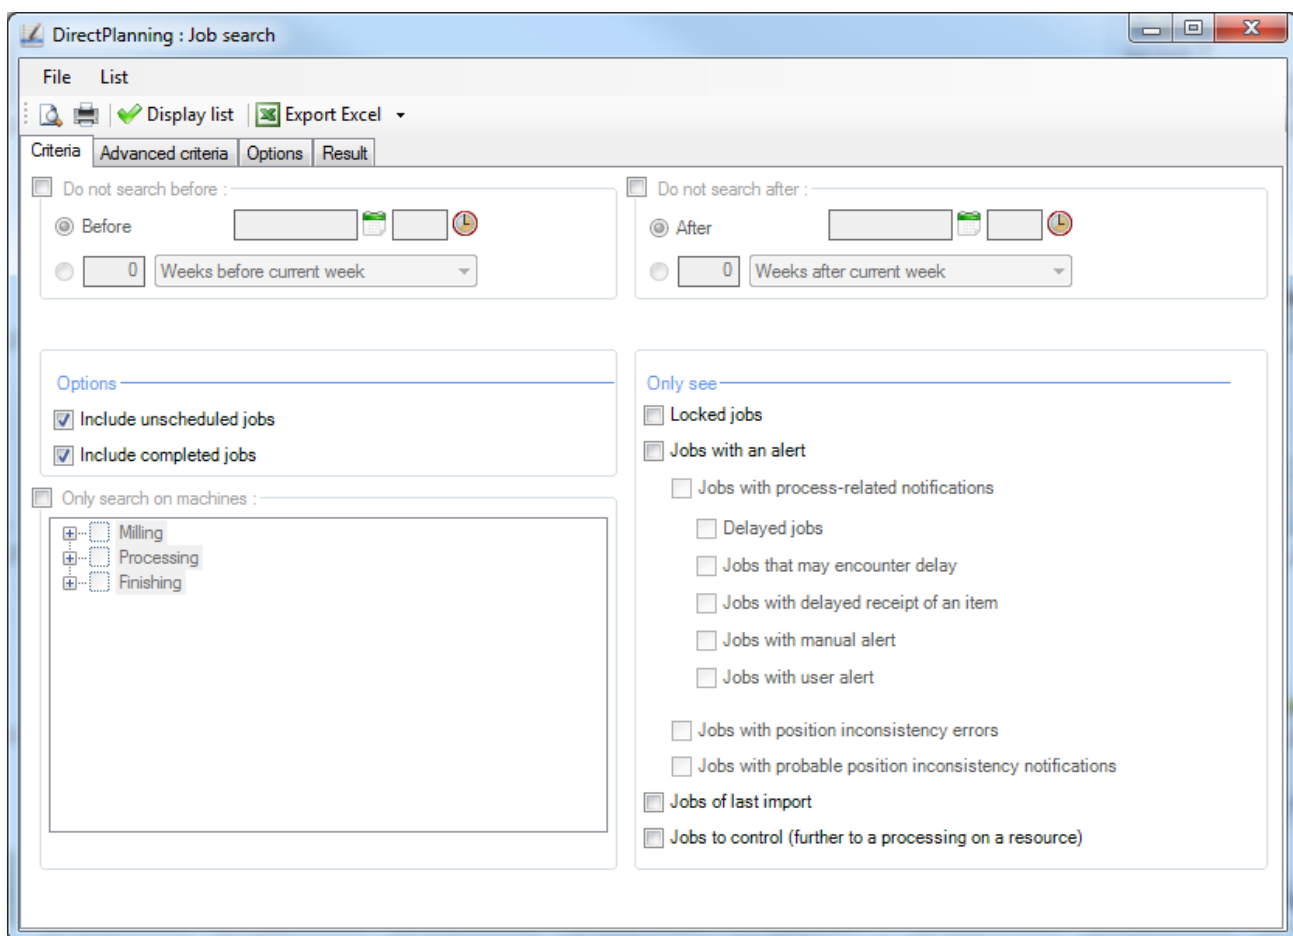 DirectPlanning : Job search
File List
Display list Export Excel
Criteria Advanced criteria Options Result
Do not search before :
Before
0 Weeks before current week
Do not search after :
After
0 Weeks after current week
Options
Include unscheduled jobs
Include completed jobs
Only search on machines :
Milling
Processing
Finishing
Only see
Locked jobs
Jobs with an alert
Jobs with process-related notifications
Delayed jobs
Jobs that may encounter delay
Jobs with delayed receipt of an item
Jobs with manual alert
Jobs with user alert
Jobs with position inconsistency errors
Jobs with probable position inconsistency notifications
Jobs of last import
Jobs to control (further to a processing on a resource)